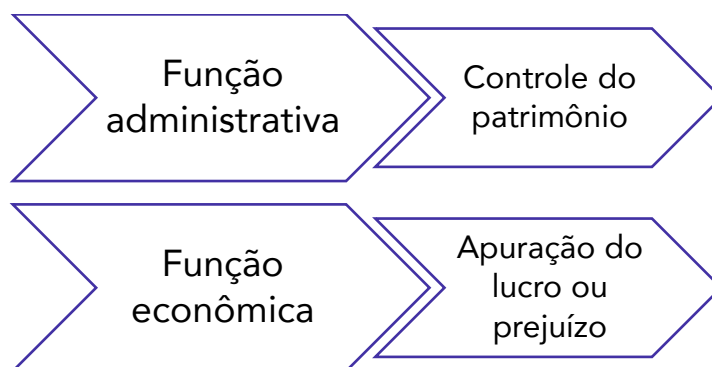 Função
administrativa
Controle do
patrimônio
Função
econômica
Apuração do
lucro ou
prejuízo